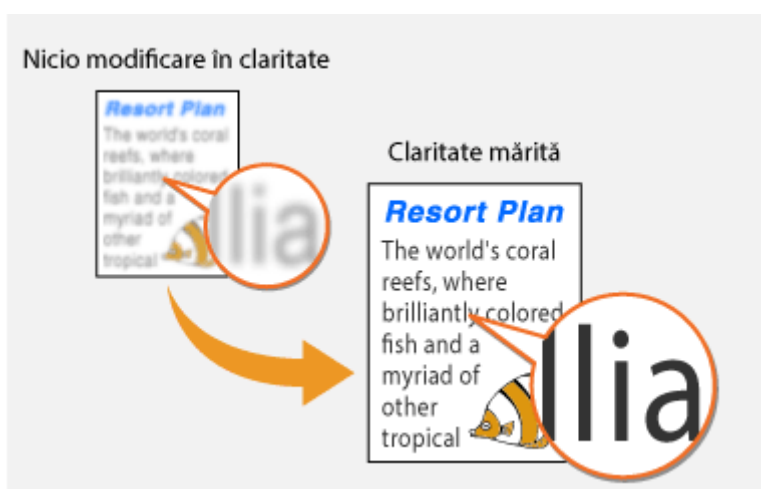 Nicio modificare în claritate
Resort Plan
The world's coral
reefs, where
brilliantly colored
fish and a
myriad of
other
tropical
llia
Claritate mărită
Resort Plan
The world's coral
reefs, where
brilliantly colored
fish and a
myriad of
other
tropical
llia